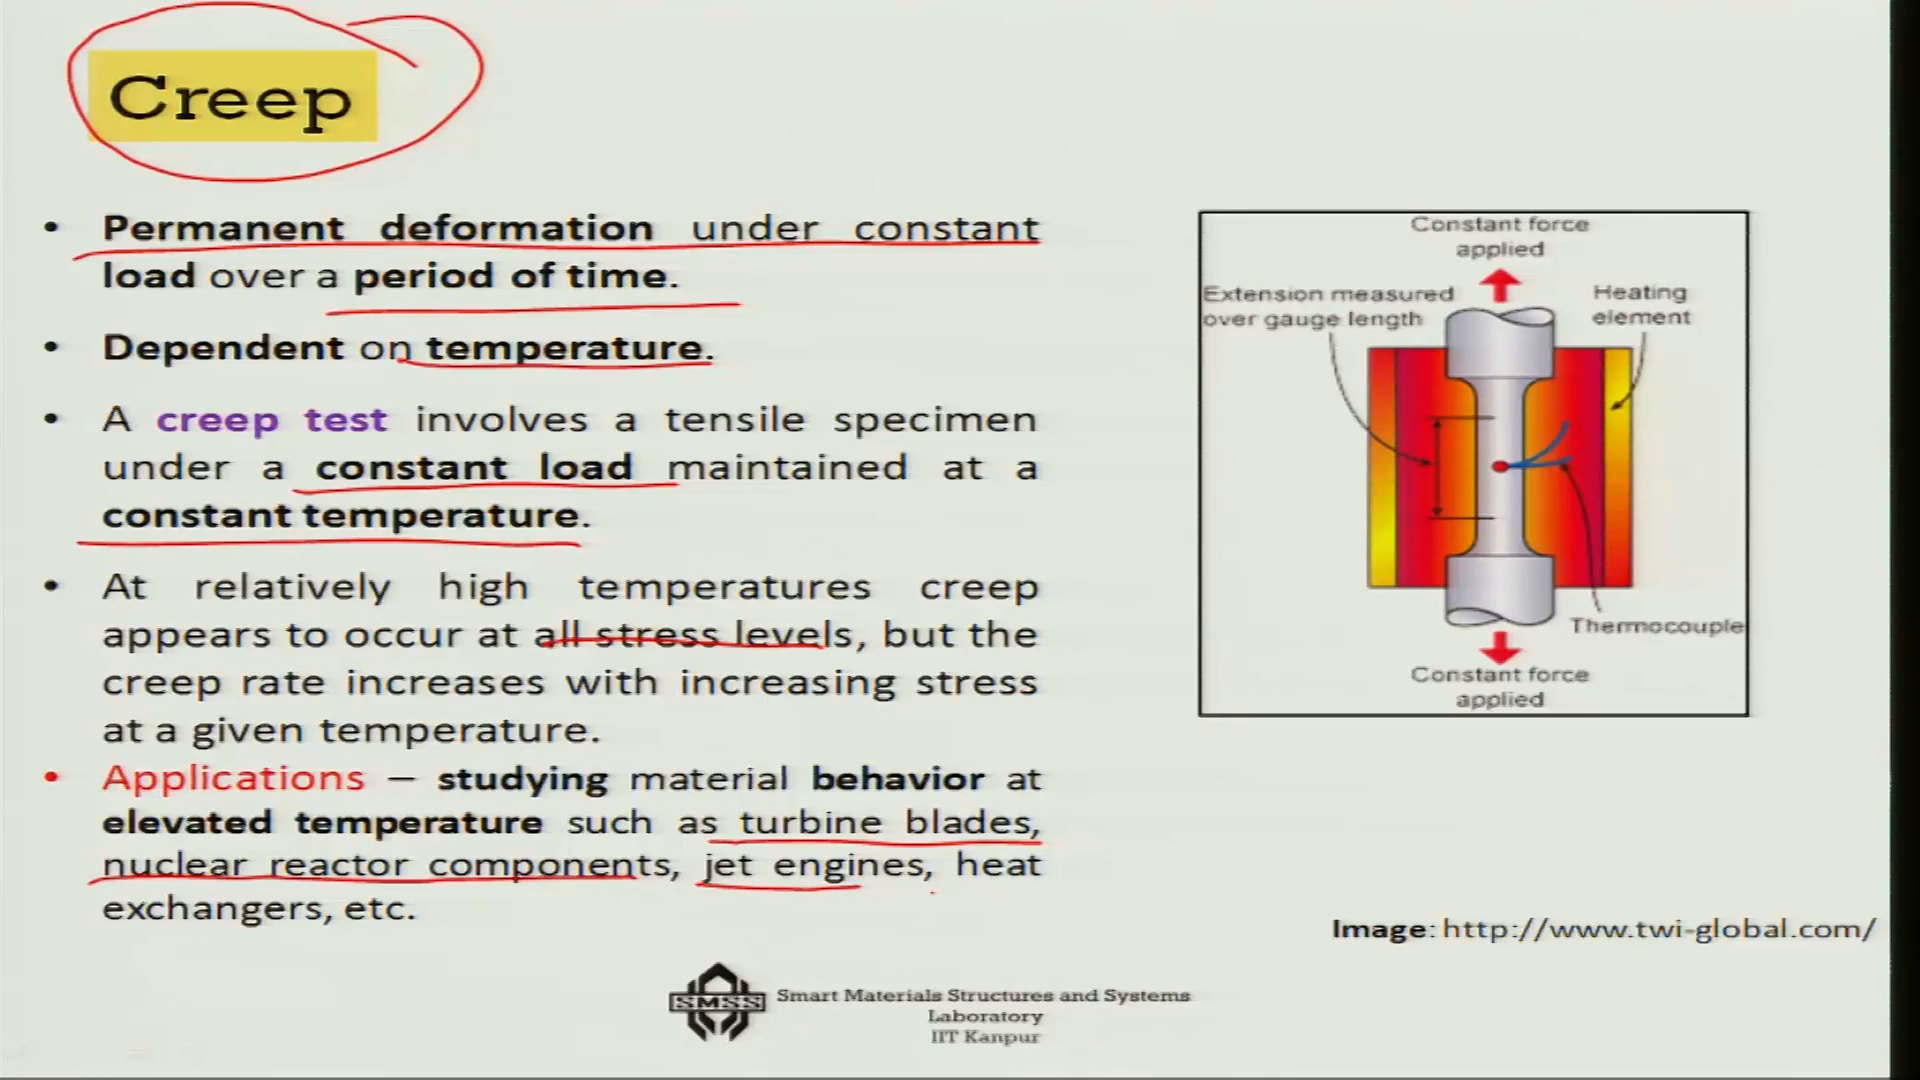 Creep
• Permanent deformation under constant
load over a period of time.
• Dependent on temperature.
• A creep test involves a tensile specimen
under a constant load maintained at a
constant temperature.
• At relatively high temperatures creep
appears to occur at all stress levels, but the
creep rate increases with increasing stress
at a given temperature.
• Applications – studying material behavior at
elevated temperature such as turbine blades,
nuclear reactor components, jet engines, heat
exchangers, etc.
Constant force
applied
Extension measured
over gauge length
Heating
element
Thermocouple
Constant force
applied
Image: http://www.twi-global.com/
SMSS
Smart Materials Structures and Systems
Laboratory
IIT Kanpur